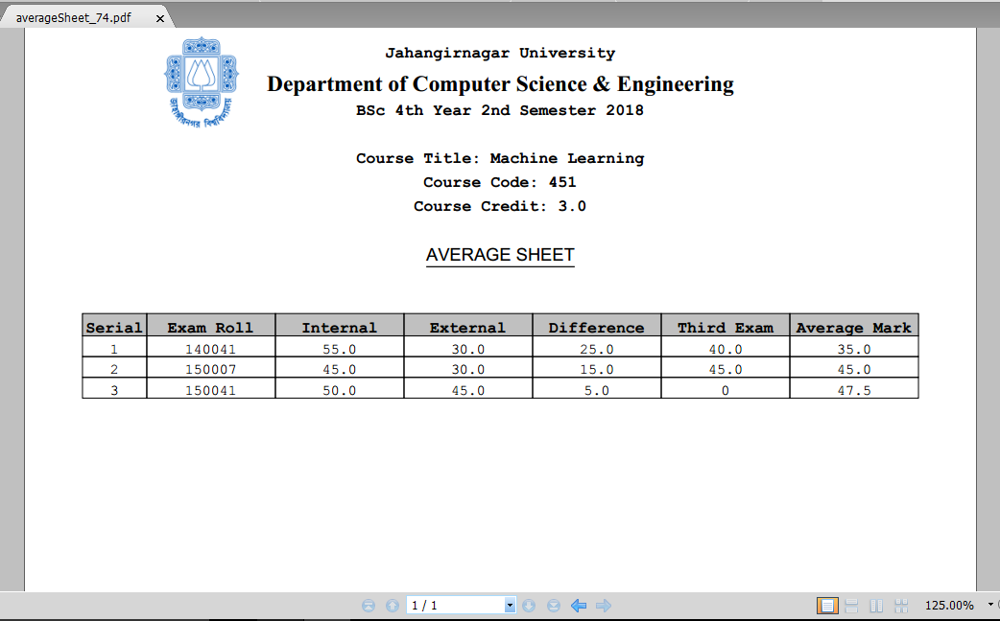 averageSheet_74.pdf
জাহাঙ্গীরনগর বিশ্ববিদ্যালয়
Jahangirnagar University
Department of Computer Science & Engineering
BSc 4th Year 2nd Semester 2018
Course Title: Machine Learning
Course Code: 451
Course Credit: 3.0
AVERAGE SHEET
Serial Exam Roll Internal External Difference Third Exam Average Mark
1 140041 55.0 30.0 25.0 40.0 35.0
2 150007 45.0 30.0 15.0 45.0 45.0
3 150041 50.0 45.0 5.0 0 47.5
1 / 1
125.00%